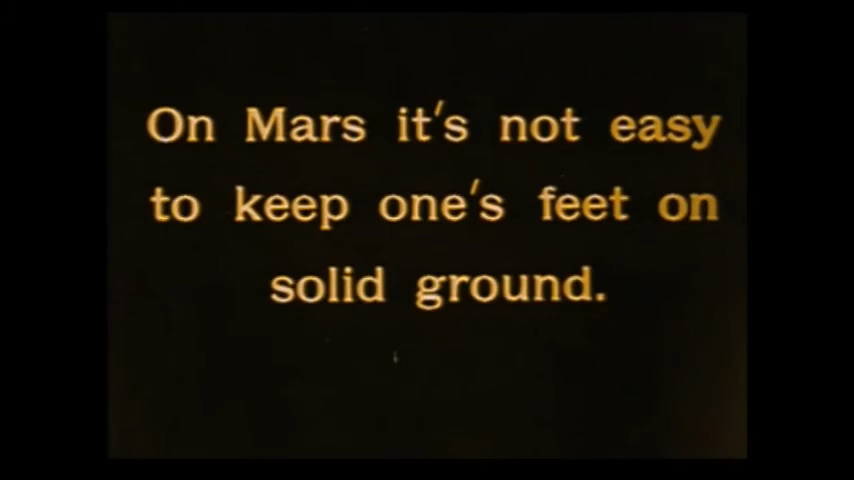 On Mars it's not easy
to keep one's feet on
solid ground.